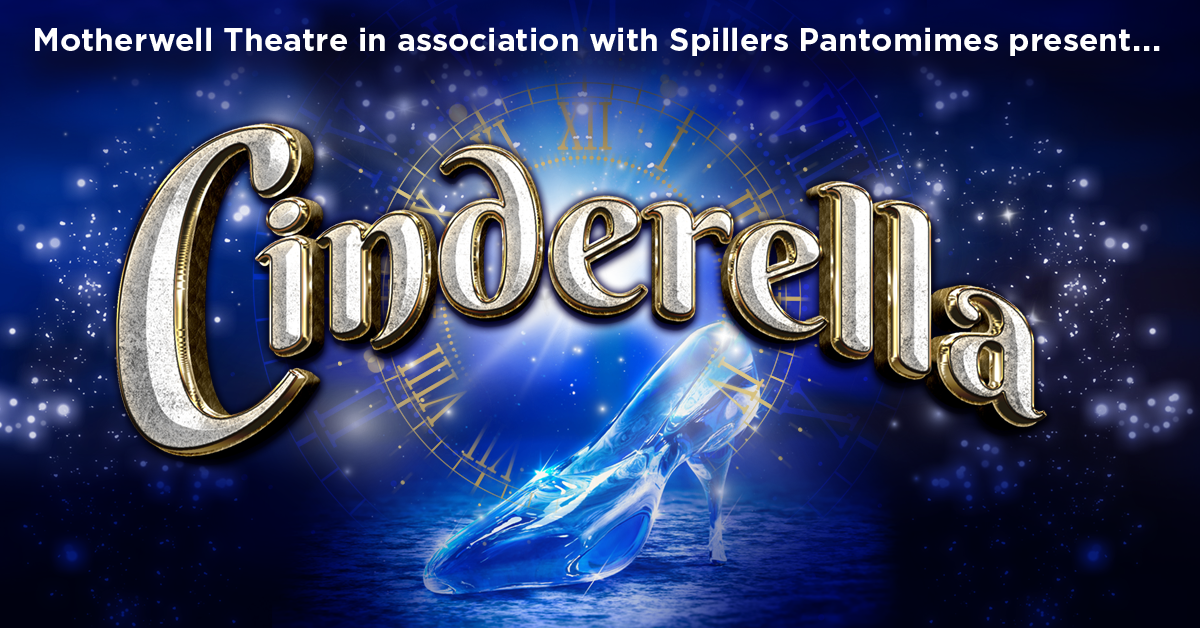 Motherwell Theatre in association with Spillers Pantomimes present...
Cinderella